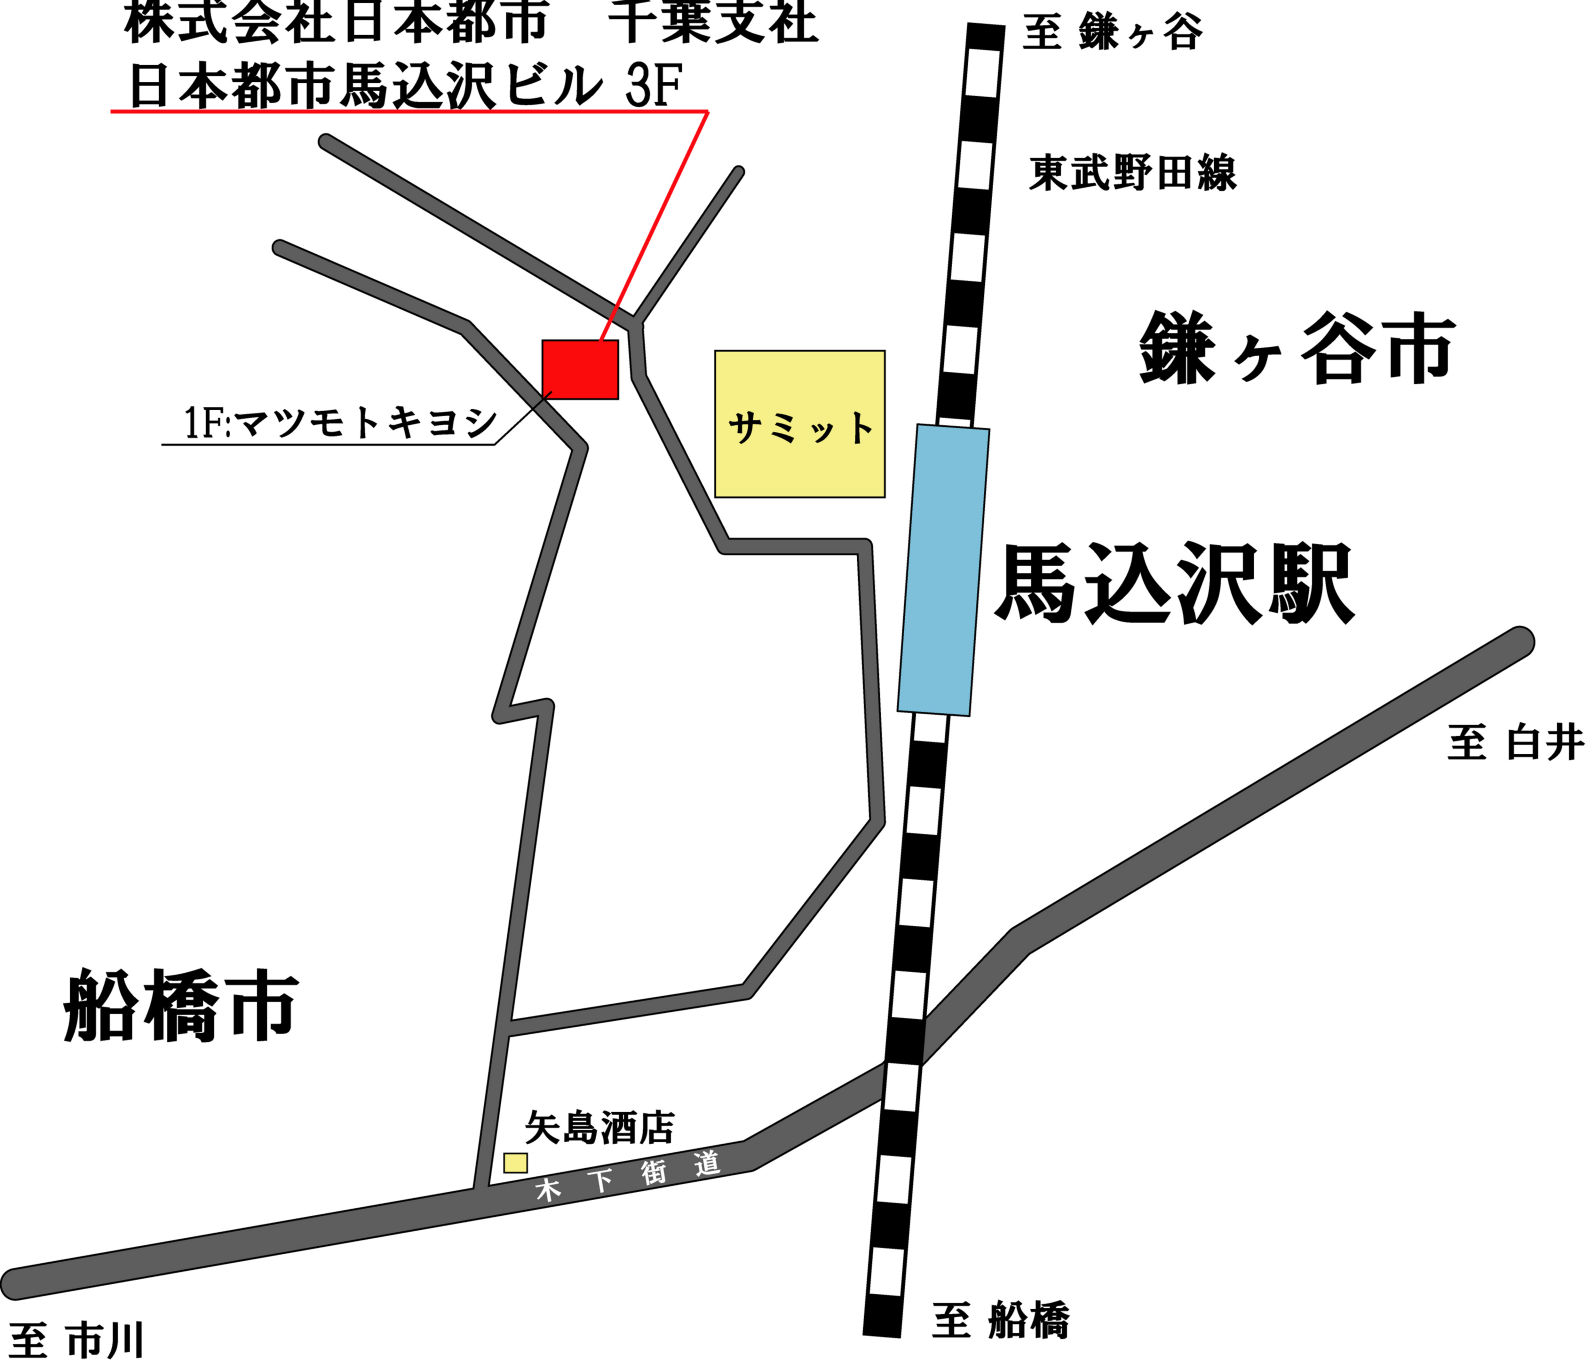 株式会社日本都市　千葉支社
日本都市馬込沢ビル 3F
至 鎌ヶ谷
東武野田線
鎌ヶ谷市
1F:マツモトキヨシ
サミット
馬込沢駅
至 白井
船橋市
矢島酒店
木下街道
至 船橋
至 市川